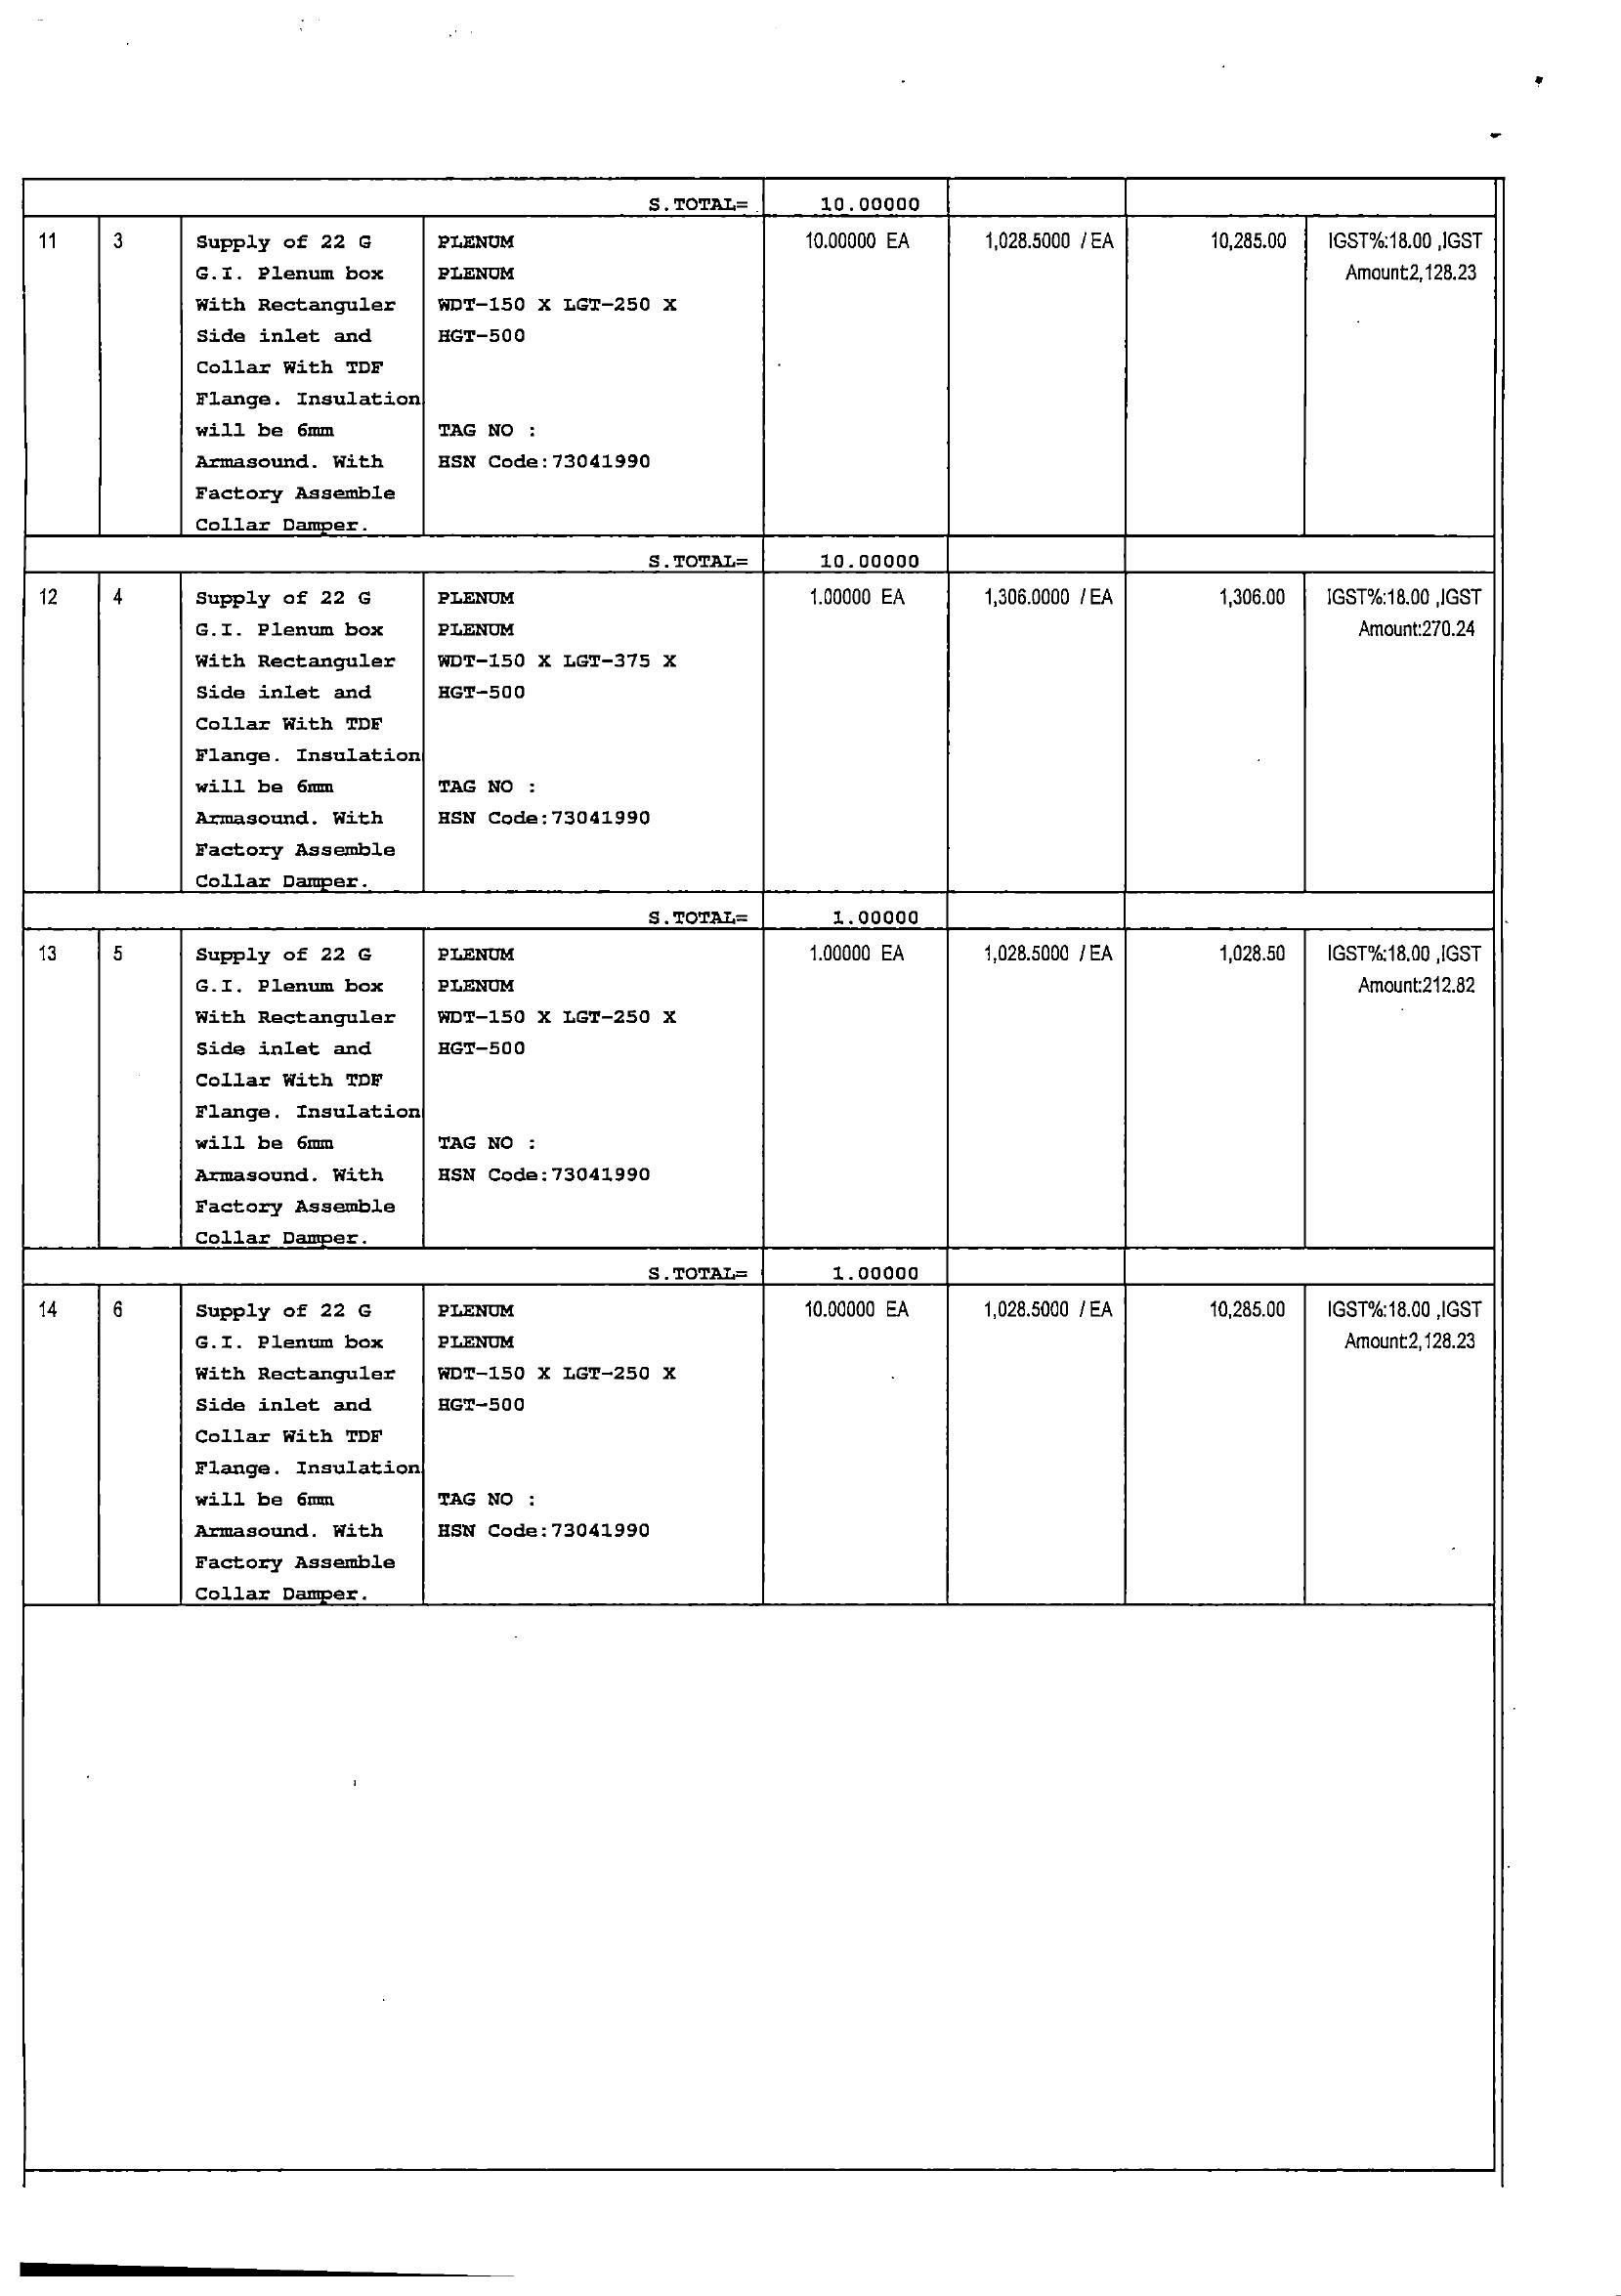 S.TOTAL= 10.00000
11 3 Supply of 22 G PLENUM 10.00000 EA 1,028.5000 / EA 10,285.00 IGST%:18.00 ,IGST
G.I. Plenum box PLENUM Amount:2,128.23
With Rectanguler WDT-150 X LGT-250 X
Side inlet and HGT-500
Collar With TDF
Flange. Insulation
will be 6mm TAG NO :
Armasound. With HSN Code:73041990
Factory Assemble
Collar Damper.
S.TOTAL= 10.00000
12 4 Supply of 22 G PLENUM 1.00000 EA 1,306.0000 / EA 1,306.00 IGST%:18.00 ,IGST
G.I. Plenum box PLENUM Amount:270.24
With Rectanguler WDT-150 X LGT-375 X
Side inlet and HGT-500
Collar With TDF
Flange. Insulation
will be 6mm TAG NO :
Armasound. With HSN Code:73041990
Factory Assemble
Collar Damper.
S.TOTAL= 1.00000
13 5 Supply of 22 G PLENUM 1.00000 EA 1,028.5000 / EA 1,028.50 IGST%:18.00 ,IGST
G.I. Plenum box PLENUM Amount:212.82
With Rectanguler WDT-150 X LGT-250 X
Side inlet and HGT-500
Collar With TDF
Flange. Insulation
will be 6mm TAG NO :
Armasound. With HSN Code:73041990
Factory Assemble
Collar Damper.
S.TOTAL= 1.00000
14 6 Supply of 22 G PLENUM 10.00000 EA 1,028.5000 / EA 10,285.00 IGST%:18.00 ,IGST
G.I. Plenum box PLENUM Amount:2,128.23
With Rectanguler WDT-150 X LGT-250 X
Side inlet and HGT-500
Collar With TDF
Flange. Insulation
will be 6mm TAG NO :
Armasound. With HSN Code:73041990
Factory Assemble
Collar Damper.